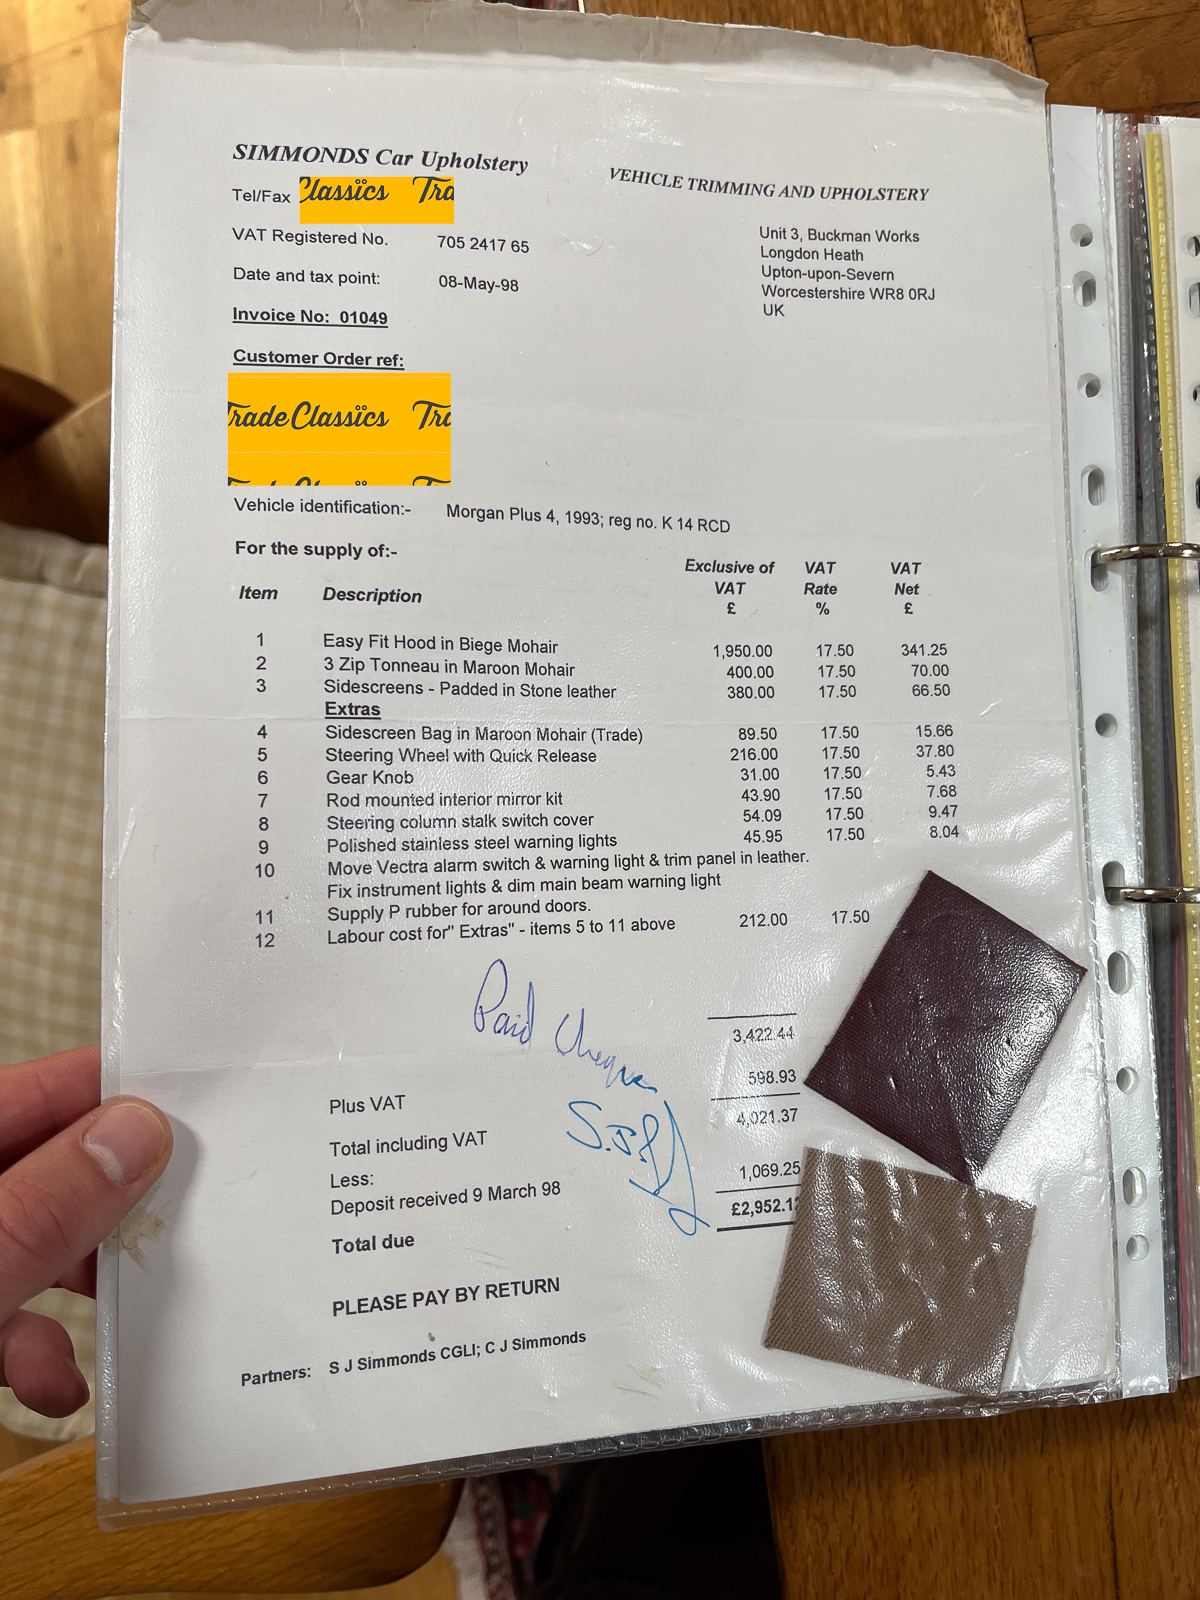 SIMMONDS Car Upholstery
VEHICLE TRIMMING AND UPHOLSTERY
Tel/Fax
Classïcs Tra
VAT Registered No. 705 2417 65
Date and tax point: 08-May-98
Invoice No: 01049
Unit 3, Buckman Works
Longdon Heath
Upton-upon-Severn
Worcestershire WR8 0RJ
UK
Customer Order ref:
TradeClassïcs Tra
Vehicle identification:- Morgan Plus 4, 1993; reg no. K 14 RCD
For the supply of:-
Item Description Exclusive of VAT £ VAT Rate % VAT Net £
1 Easy Fit Hood in Biege Mohair 1,950.00 17.50 341.25
2 3 Zip Tonneau in Maroon Mohair 400.00 17.50 70.00
3 Sidescreens - Padded in Stone leather 380.00 17.50 66.50
Extras
4 Sidescreen Bag in Maroon Mohair (Trade) 89.50 17.50 15.66
5 Steering Wheel with Quick Release 216.00 17.50 37.80
6 Gear Knob 31.00 17.50 5.43
7 Rod mounted interior mirror kit 43.90 17.50 7.68
8 Steering column stalk switch cover 54.09 17.50 9.47
9 Polished stainless steel warning lights 45.95 17.50 8.04
10 Move Vectra alarm switch & warning light & trim panel in leather.
Fix instrument lights & dim main beam warning light
11 Supply P rubber for around doors.
12 Labour cost for" Extras" - items 5 to 11 above 212.00 17.50
Paid Cheque
3,422.44
Plus VAT 598.93
Total including VAT 4,021.37
Less:
Deposit received 9 March 98 1,069.25
Total due £2,952.12
PLEASE PAY BY RETURN
Partners: S J Simmonds CGLI; C J Simmonds